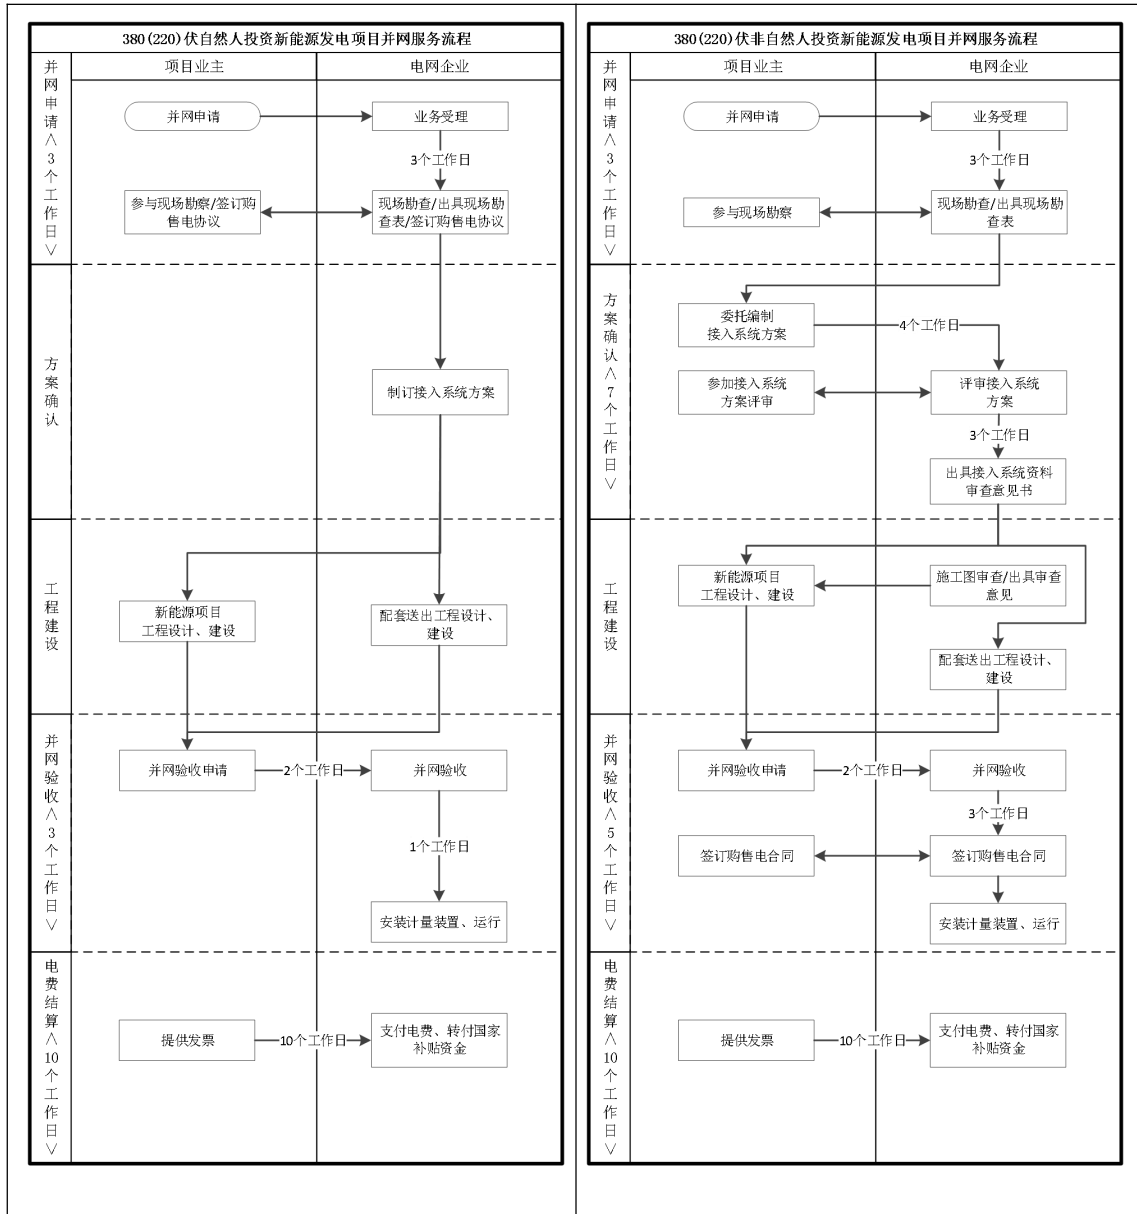 380(220)伏自然人投资新能源发电项目并网服务流程
项目业主
电网企业
并网申请<3个工作日>
并网申请
业务受理
3个工作日
参与现场勘察/签订购
售电协议
现场勘查/出具现场勘
查表/签订购售电协议
方案确认
制订接入系统方案
工程建设
新能源项目
工程设计、建设
配套送出工程设计、
建设
并网验收<3个工作日>
并网验收申请
2个工作日
并网验收
1个工作日
安装计量装置、运行
电费结算<10个工作日>
提供发票
10个工作日
支付电费、转付国家
补贴资金
380(220)伏非自然人投资新能源发电项目并网服务流程
项目业主
电网企业
并网申请<3个工作日>
并网申请
业务受理
3个工作日
参与现场勘察
现场勘查/出具现场勘
查表
方案确认<7个工作日>
委托编制
接入系统方案
4个工作日
参加接入系统
方案评审
评审接入系统
方案
3个工作日
出具接入系统资料
审查意见书
工程建设
新能源项目
工程设计、建设
施工图审查/出具审查
意见
配套送出工程设计、
建设
并网验收<5个工作日>
并网验收申请
2个工作日
并网验收
3个工作日
签订购售电合同
签订购售电合同
安装计量装置、运行
电费结算<10个工作日>
提供发票
10个工作日
支付电费、转付国家
补贴资金